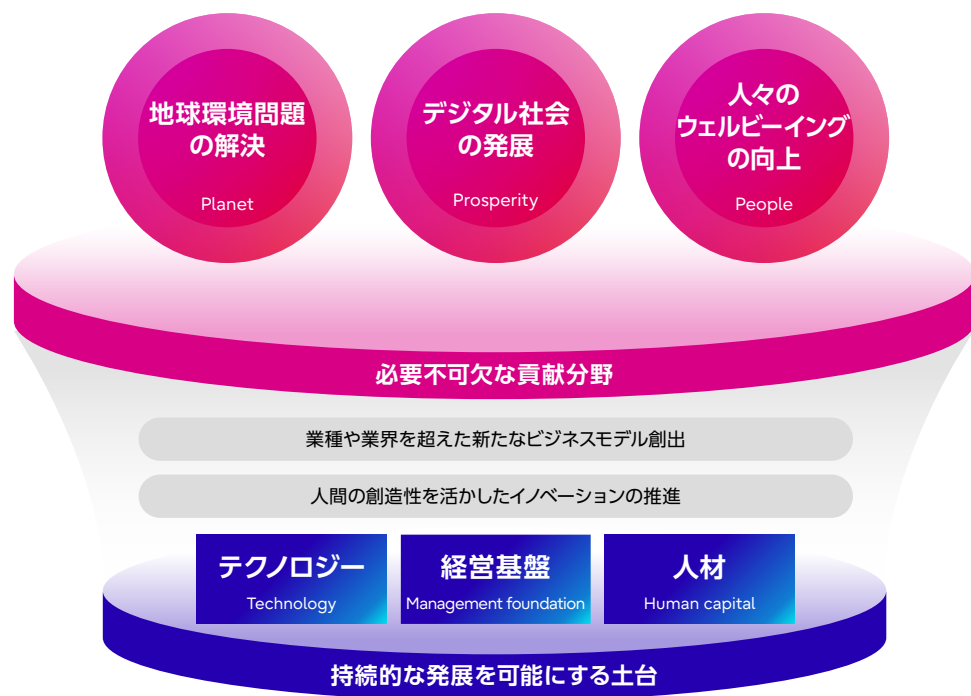 地球環境問題
の解決
Planet
デジタル社会
の発展
Prosperity
人々の
ウェルビーイング
の向上
People
必要不可欠な貢献分野
業種や業界を超えた新たなビジネスモデル創出
人間の創造性を活かしたイノベーションの推進
テクノロジー
Technology
経営基盤
Management foundation
人材
Human capital
持続的な発展を可能にする土台